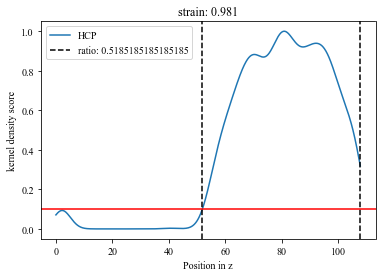 strain: 0.981
HCP
ratio: 0.5185185185185185
kernel density score
1.0
0.8
0.6
0.4
0.2
0.0
0 20 40 60 80 100
Position in z